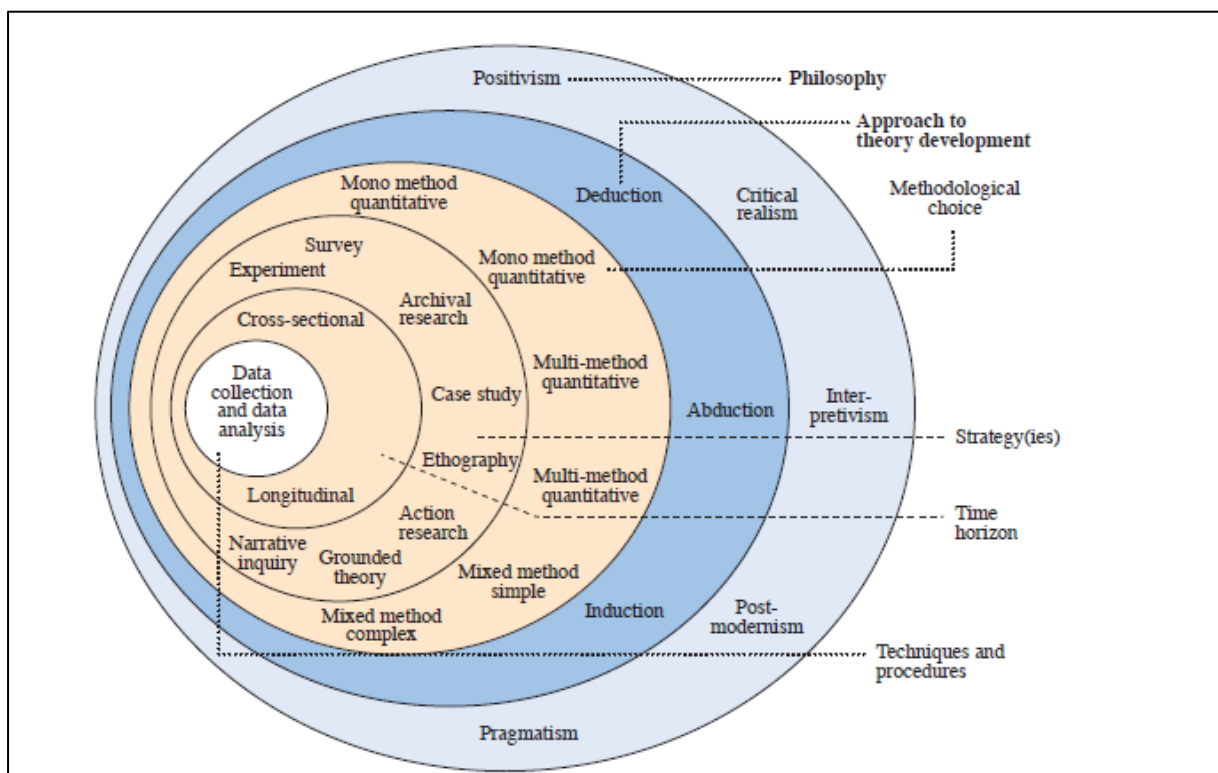 Positivism
Philosophy
Approach to
theory development
Deduction
Critical
realism
Methodological
choice
Mono method
quantitative
Mono method
quantitative
Survey
Experiment
Archival
research
Cross-sectional
Data
collection
and data
analysis
Case study
Multi-method
quantitative
Abduction
Inter-
pretivism
Strategy(ies)
Ethography
Multi-method
quantitative
Longitudinal
Action
research
Time
horizon
Narrative
inquiry
Grounded
theory
Mixed method
simple
Mixed method
complex
Induction
Post-
modernism
Techniques and
procedures
Pragmatism